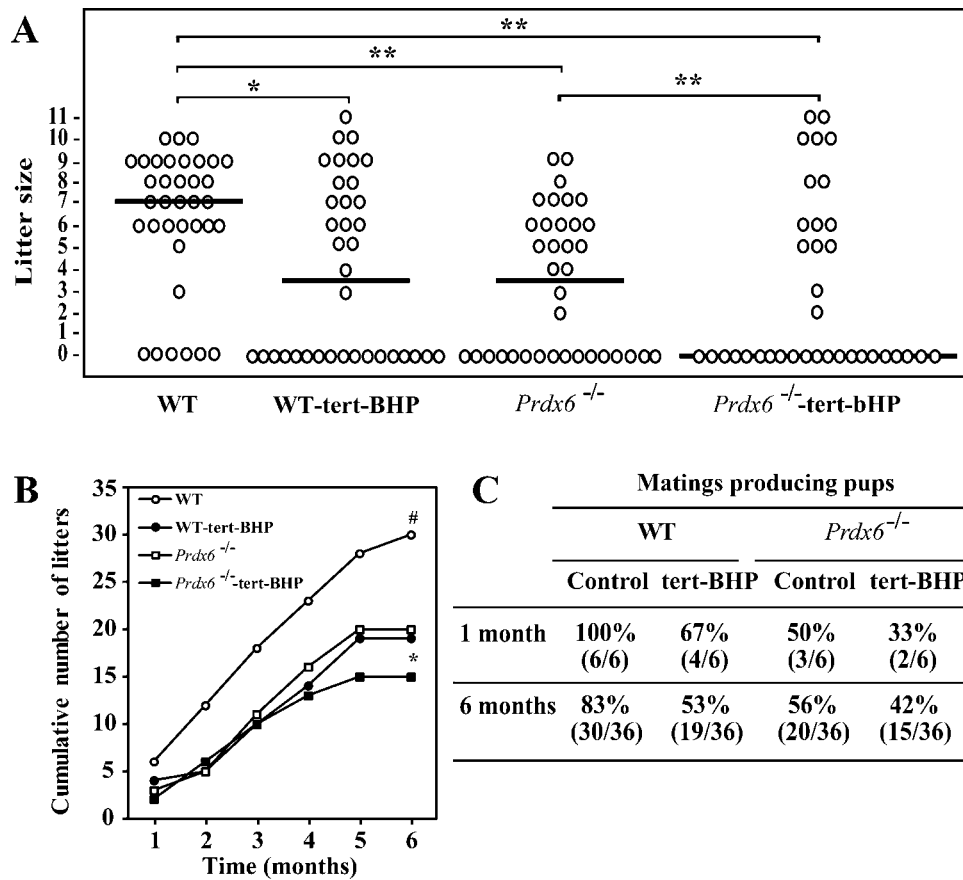 A
**
**
*
**
Litter size
11 -
10 -
9 -
8 -
7 -
6 -
5 -
4 -
3 -
2 -
1 -
0 -
WT
WT-tert-BHP
Prdx6 -/-
Prdx6 -/--tert-bHP
B
Cumulative number of litters
35
30
25
20
15
10
5
0
WT
WT-tert-BHP
Prdx6 -/-
Prdx6 -/--tert-BHP
#
*
1 2 3 4 5 6
Time (months)
C
Matings producing pups
WT Prdx6-/-
Control tert-BHP Control tert-BHP
1 month 100% 67% 50% 33%
(6/6) (4/6) (3/6) (2/6)
6 months 83% 53% 56% 42%
(30/36) (19/36) (20/36) (15/36)